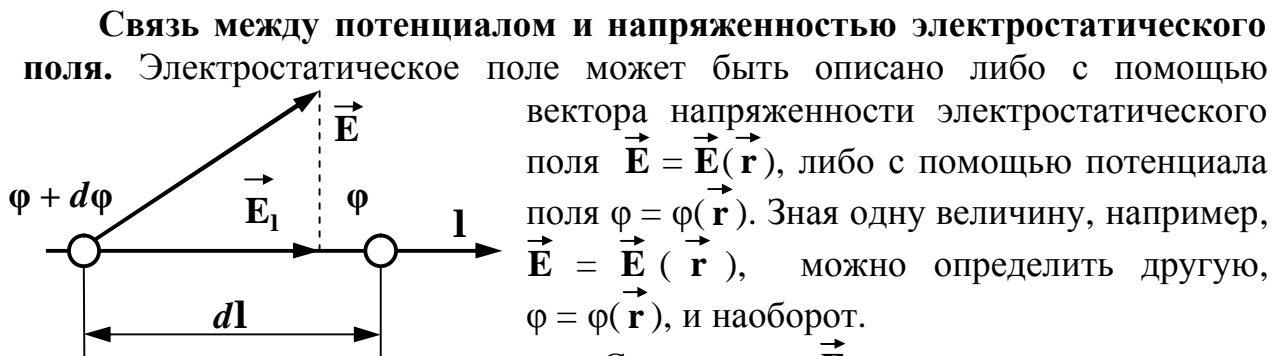 Связь между потенциалом и напряженностью электростатического
поля. Электростатическое поле может быть описано либо с помощью
вектора напряженности электростатического
поля E⃗ = E⃗(r⃗), либо с помощью потенциала
поля φ = φ(r⃗). Зная одну величину, например,
E⃗ = E⃗ ( r⃗ ), можно определить другую,
φ = φ( r⃗ ), и наоборот.
E⃗
φ + dφ
E⃗ₗ
φ
l
dl